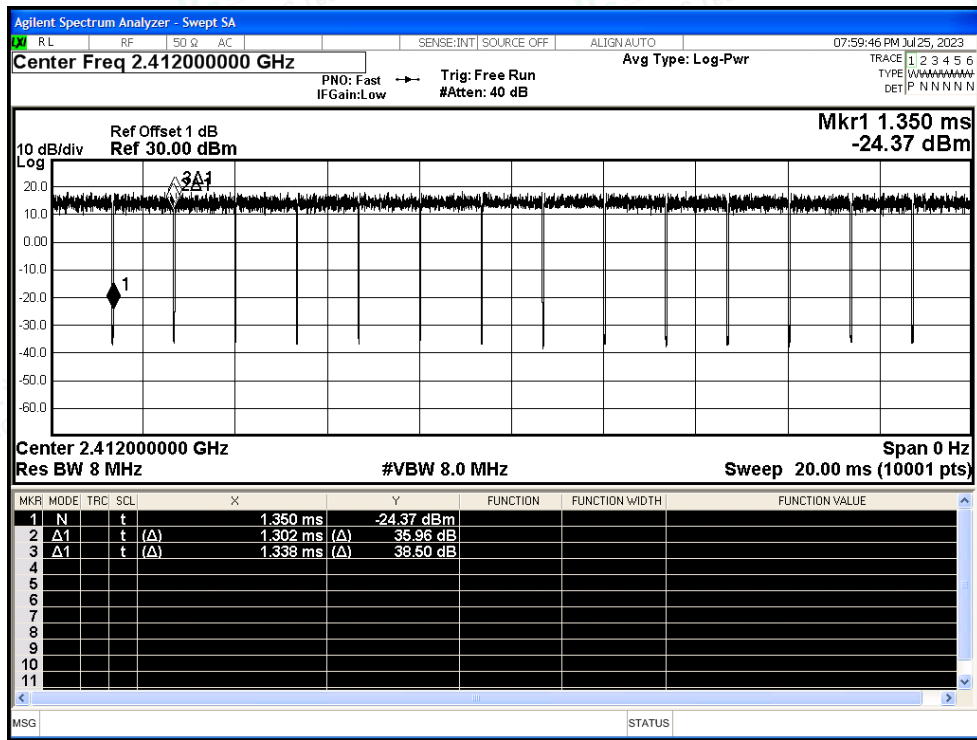 Agilent Spectrum Analyzer - Swept SA
LXI RL RF 50 Ω AC SENSE:INT SOURCE OFF ALIGN AUTO 07:59:46 PM Jul 25, 2023
Center Freq 2.412000000 GHz Avg Type: Log-Pwr TRACE 1 2 3 4 5 6
PNO: Fast Trig: Free Run TYPE
IFGain:Low #Atten: 40 dB DET P N N N N N
Mkr1 1.350 ms
Ref Offset 1 dB
10 dB/div Ref 30.00 dBm -24.37 dBm
Log
3Δ1
20.0
10.0
0.00
-10.0
1
-20.0
-30.0
-40.0
-50.0
-60.0
Center 2.412000000 GHz Span 0 Hz
Res BW 8 MHz #VBW 8.0 MHz Sweep 20.00 ms (10001 pts)
MKR MODE TRC SCL X Y FUNCTION FUNCTION WIDTH FUNCTION VALUE
1 N t 1.350 ms -24.37 dBm
2 Δ1 t (Δ) 1.302 ms (Δ) 35.96 dB
3 Δ1 t (Δ) 1.338 ms (Δ) 38.50 dB
4
5
6
7
8
9
10
11
MSG STATUS